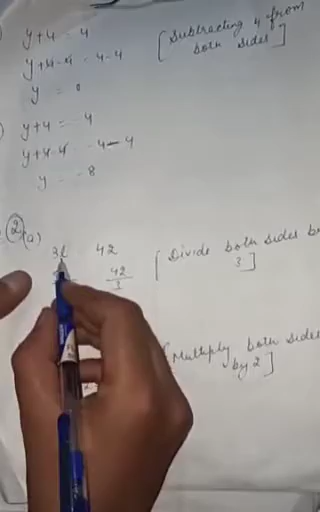 ) y+4 = 4 [Subtracting 4 from both sides]
y+4-4 = 4-4
y = 0
) y+4 = -4
y+4-4 = -4-4
y = -8
② (a)
3l 42 [Divide both sides by 3]
42/3
[Multiply both sides by 2]